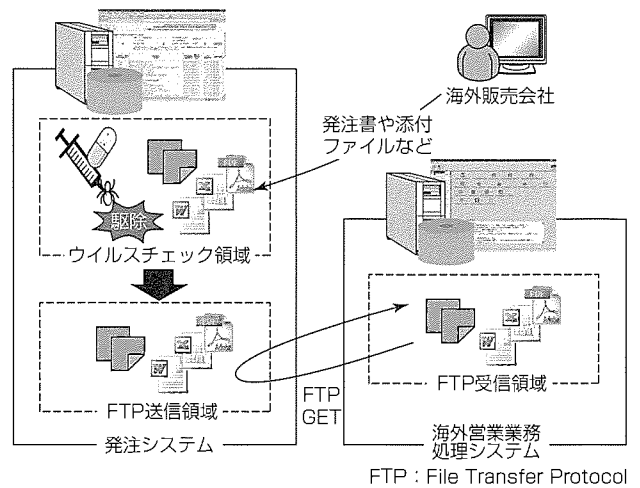 海外販売会社
発注書や添付
ファイルなど
駆除
ウイルスチェック領域
FTP送信領域
FTP
GET
FTP受信領域
発注システム
海外営業業務
処理システム
FTP：File Transfer Protocol